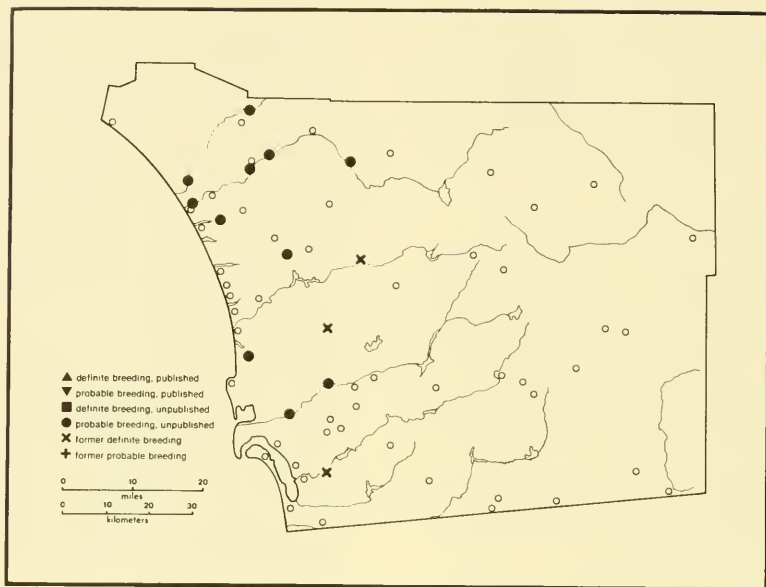 ▲ definite breeding, published
▼ probable breeding, published
■ definite breeding, unpublished
● probable breeding, unpublished
✕ former definite breeding
+ former probable breeding
0 10 20
miles
0 10 20 30
kilometers